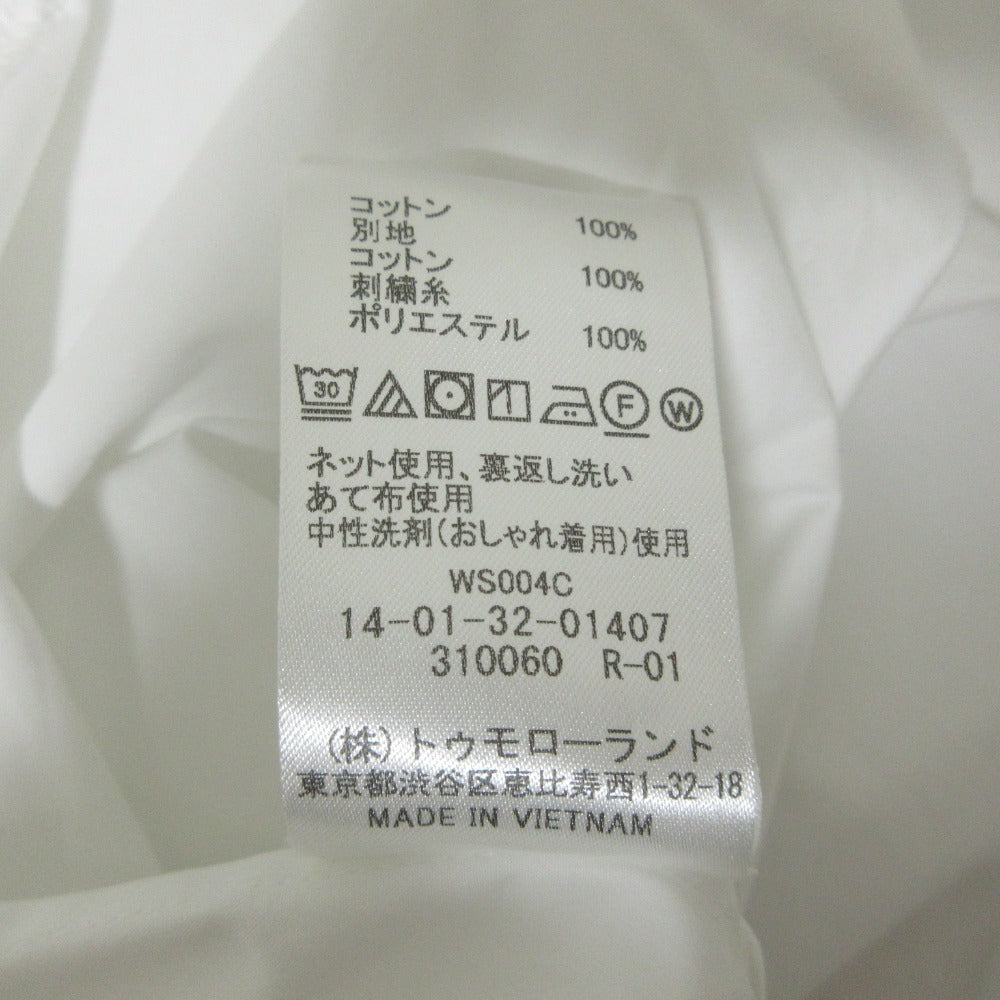 コットン 100%
別地
コットン 100%
刺繍糸
ポリエステル 100%
30 F W
ネット使用、裏返し洗い
あて布使用
中性洗剤(おしゃれ着用)使用
WS004C
14-01-32-01407
310060 R-01
(株)トゥモローランド
東京都渋谷区恵比寿西1-32-18
MADE IN VIETNAM